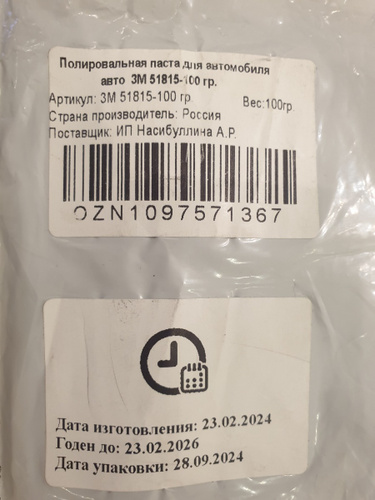 Полировальная паста для автомобиля
авто 3М 51815-100 гр.
Артикул: 3М 51815-100 гр
Вес:100гр
Страна производитель: Россия
Поставщик: ИП Насибуллина А.Р.
OZN1097571367
Дата изготовления: 23.02.2024
Годен до: 23.02.2026
Дата упаковки: 28.09.2024